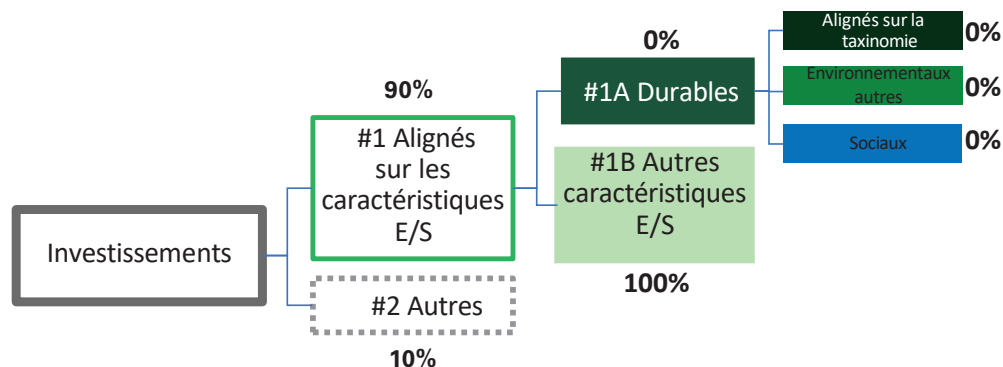 Investissements
90%
#1 Alignés
sur les
caractéristiques
E/S
#2 Autres
10%
0%
#1A Durables
#1B Autres
caractéristiques
E/S
100%
Alignés sur la
taxinomie
0%
Environnementaux
autres
0%
Sociaux
0%